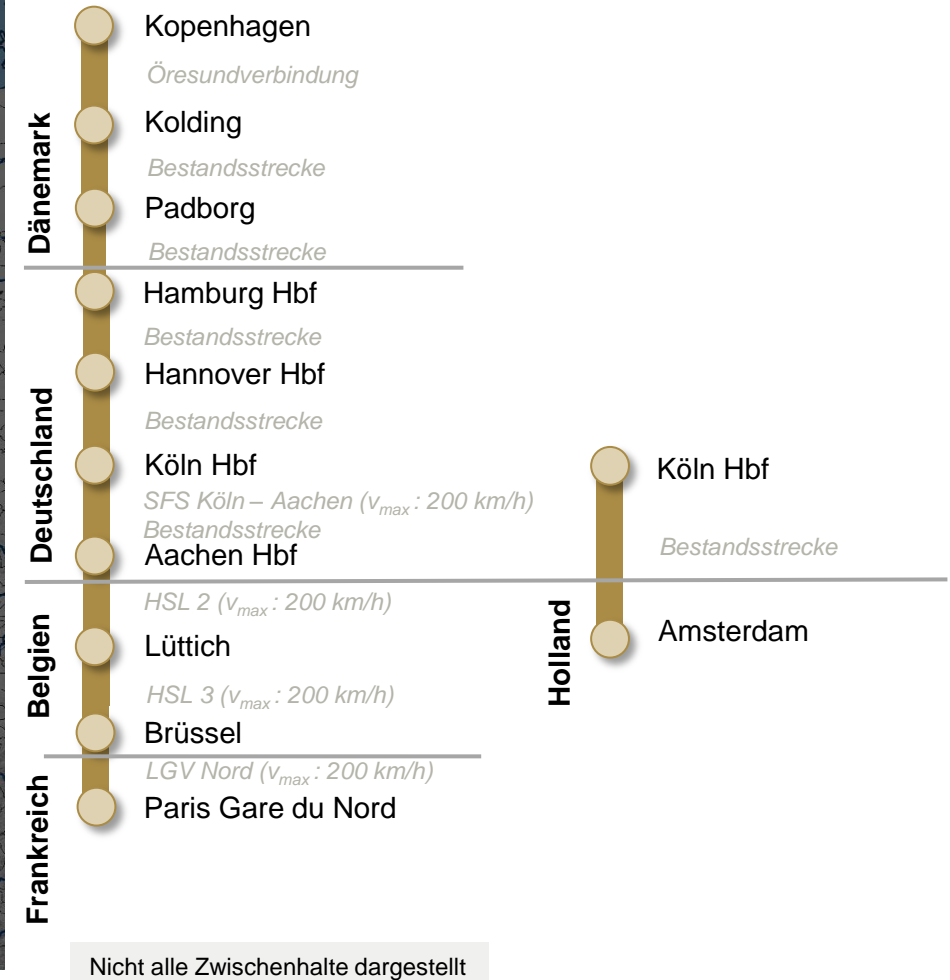 Kopenhagen
Öresundverbindung
Kolding
Bestandsstrecke
Padborg
Bestandsstrecke
Dänemark
Hamburg Hbf
Bestandsstrecke
Hannover Hbf
Bestandsstrecke
Köln Hbf
SFS Köln – Aachen (vmax : 200 km/h)
Bestandsstrecke
Aachen Hbf
Deutschland
HSL 2 (vmax : 200 km/h)
Lüttich
HSL 3 (vmax : 200 km/h)
Brüssel
Belgien
LGV Nord (vmax : 200 km/h)
Paris Gare du Nord
Frankreich
Köln Hbf
Bestandsstrecke
Amsterdam
Holland
Nicht alle Zwischenhalte dargestellt